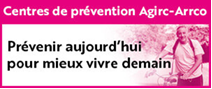 Centres de prévention Agirc-Arrco
Prévenir aujourd'hui
pour mieux vivre demain